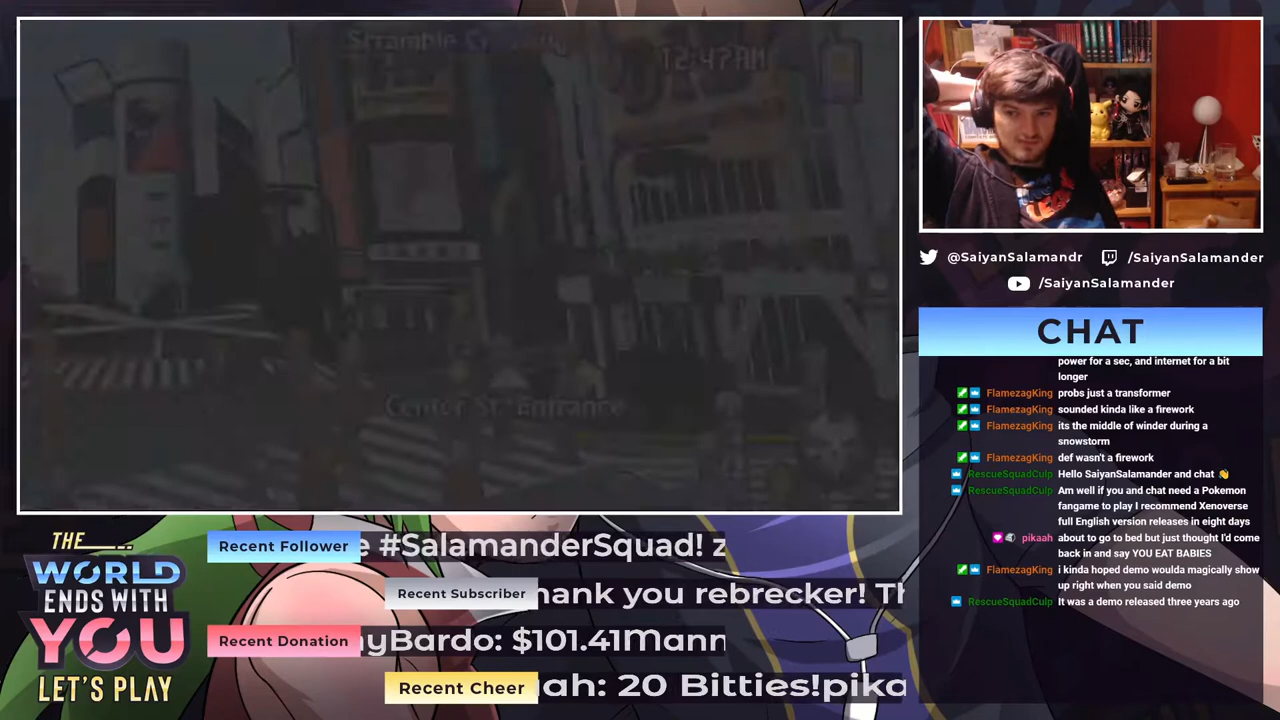 Scramble
12:47AM
Center St. Entrance
@SaiyanSalamandr
/SaiyanSalamander
/SaiyanSalamander
CHAT
power for a sec, and internet for a bit
longer
FlamezagKing probs just a transformer
FlamezagKing sounded kinda like a firework
FlamezagKing its the middle of winder during a
snowstorm
FlamezagKing def wasn't a firework
RescueSquadCulp Hello SaiyanSalamander and chat 👋
RescueSquadCulp Am well if you and chat need a Pokemon
fangame to play I recommend Xenoverse
full English version releases in eight days
pikaah about to go to bed but just thought I'd come
back in and say YOU EAT BABIES
FlamezagKing i kinda hoped demo woulda magically show
up right when you said demo
RescueSquadCulp It was a demo released three years ago
THE
WORLD
ENDS WITH
YOU
LET'S PLAY
Recent Follower e #SalamanderSquad! z
Recent Subscriber hank you rebrecker! Th
Recent Donation yBardo: $101.41Mann
Recent Cheer ah: 20 Bitties!pika